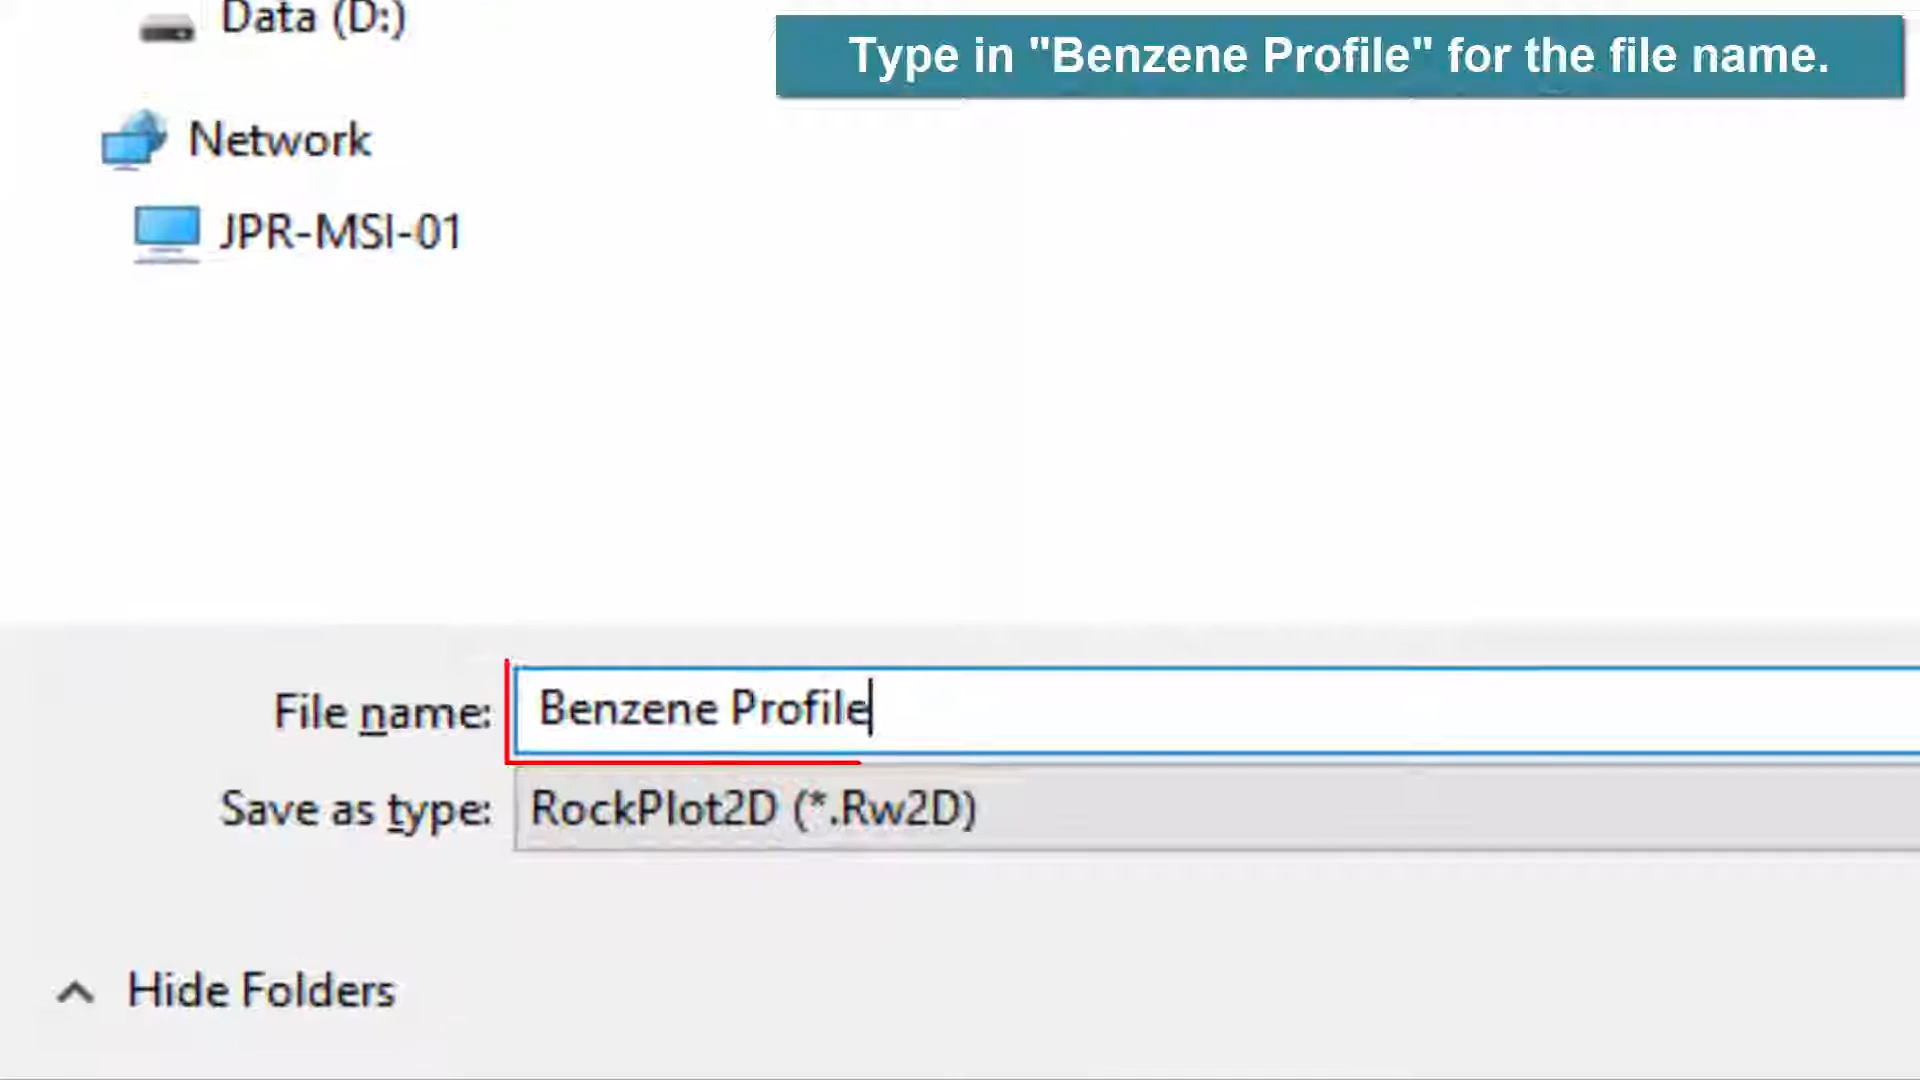 Data (D:)
Type in "Benzene Profile" for the file name.
Network
JPR-MSI-01
File name: Benzene Profile
Save as type: RockPlot2D (*.Rw2D)
Hide Folders